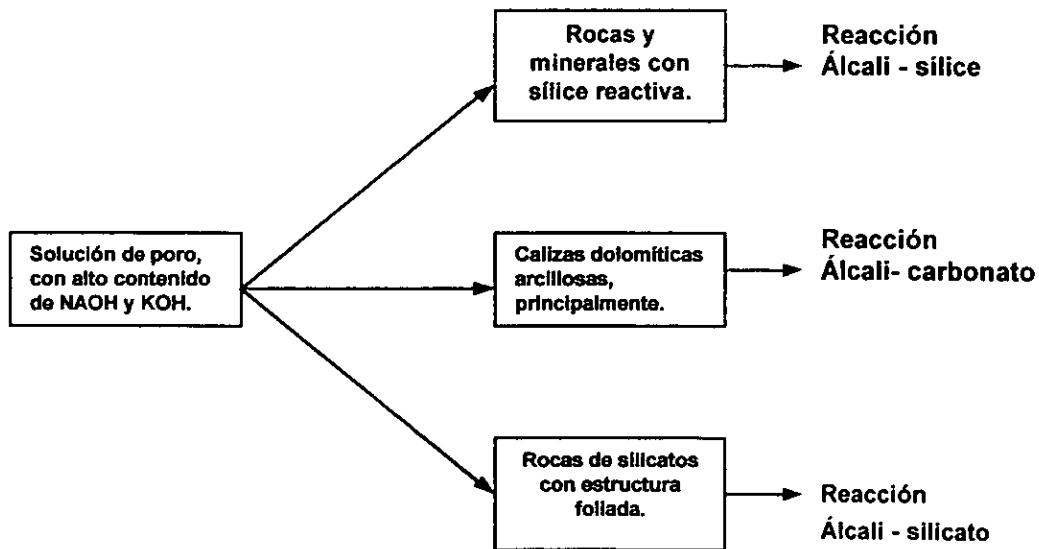 Rocas y
minerales con
sílice reactiva.
Reacción
Álcali - sílice
Solución de poro,
con alto contenido
de NAOH y KOH.
Calizas dolomíticas
arcillosas,
principalmente.
Reacción
Álcali- carbonato
Rocas de silicatos
con estructura
foliada.
Reacción
Álcali - silicato